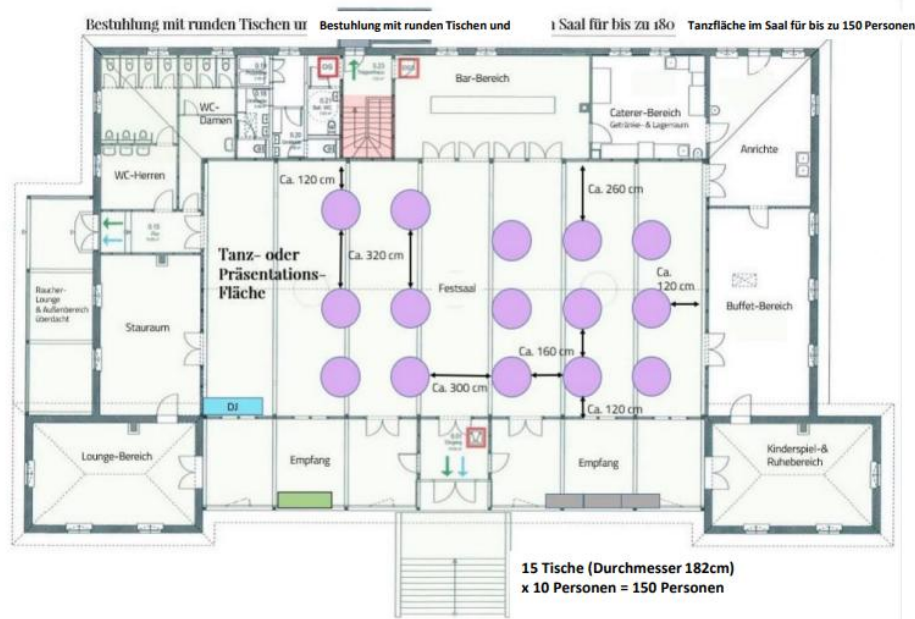 Bestuhlung mit runden Tischen ur
Bestuhlung mit runden Tischen und
Saal für bis zu 180
Tanzfläche im Saal für bis zu 150 Personen
Bar-Bereich
Caterer-Bereich
Getränke- & Lagerraum
Anrichte
WC-
Damen
WC-Herren
Ca. 120 cm
Ca. 260 cm
Tanz- oder
Präsentations-
Fläche
Ca. 320 cm
Festsaal
Ca.
120 cm
Raucher-
Lounge
& Außenbereich
überdacht
Stauraum
Buffet-Bereich
Ca. 160 cm
Ca. 300 cm
DJ
Ca. 120 cm
Lounge-Bereich
Empfang
Eingang
Empfang
Kinderspiel-&
Ruhebereich
15 Tische (Durchmesser 182cm)
x 10 Personen = 150 Personen